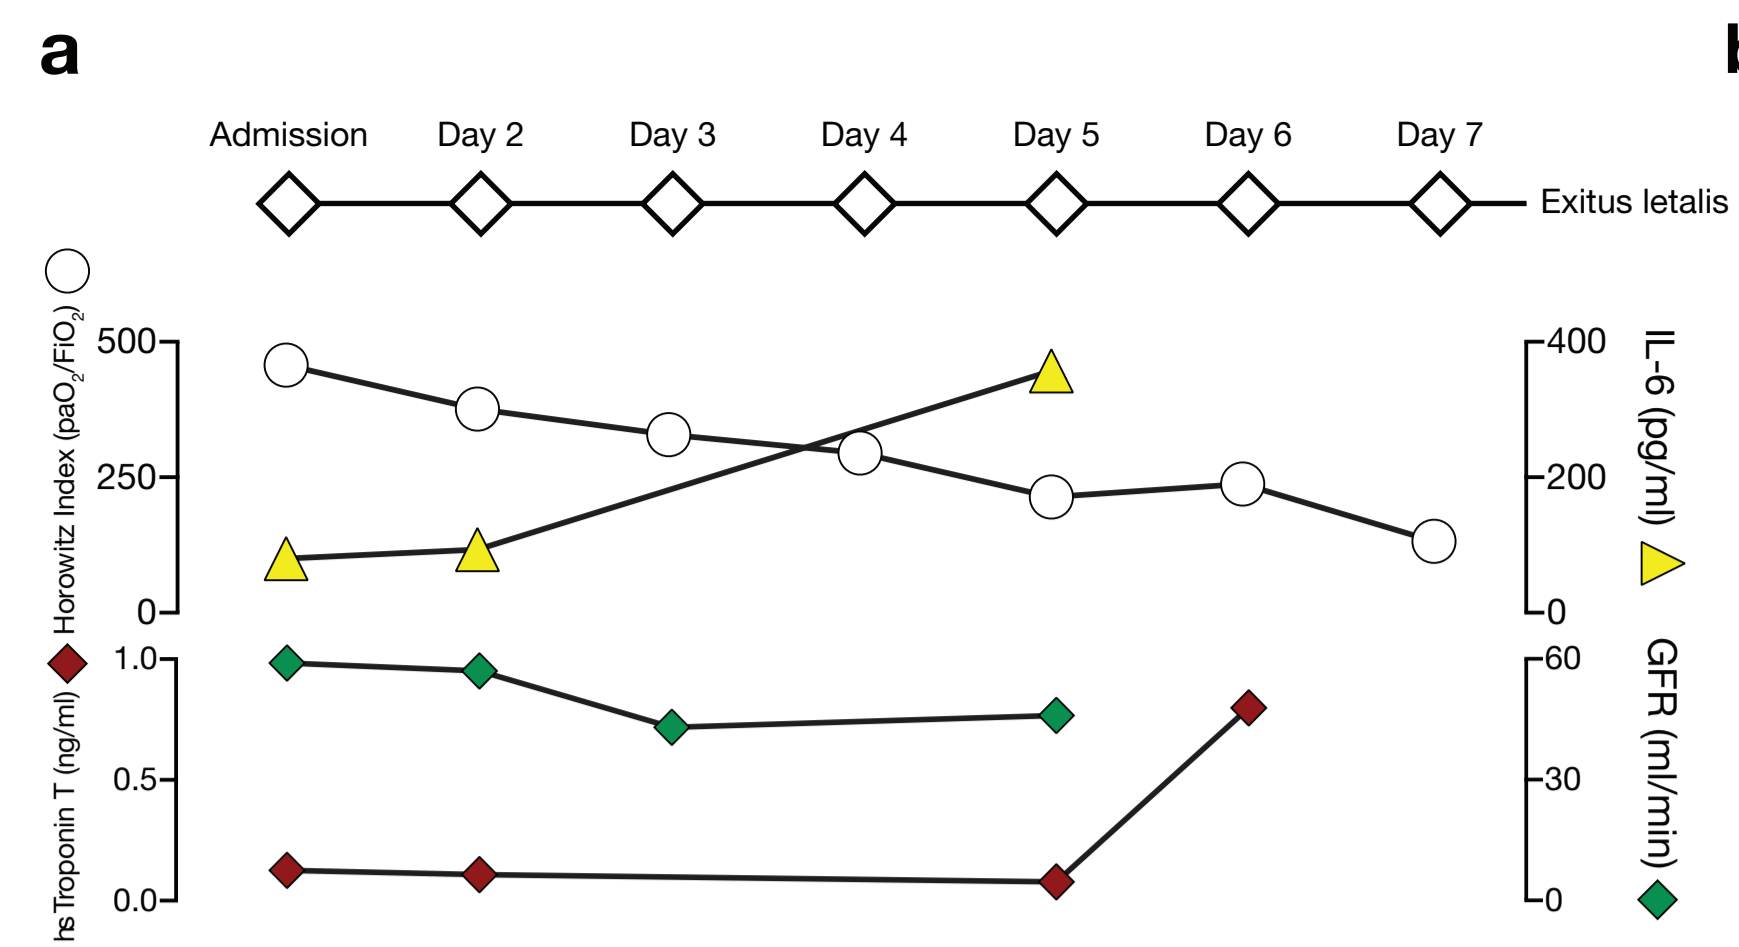 a
Admission Day 2 Day 3 Day 4 Day 5 Day 6 Day 7
Exitus letalis
Horowitz Index (paO2/FiO2)
500
250
0
400
200
0
IL-6 (pg/ml)
hsTroponin T (ng/ml)
1.0
0.5
0.0
60
30
0
GFR (ml/min)